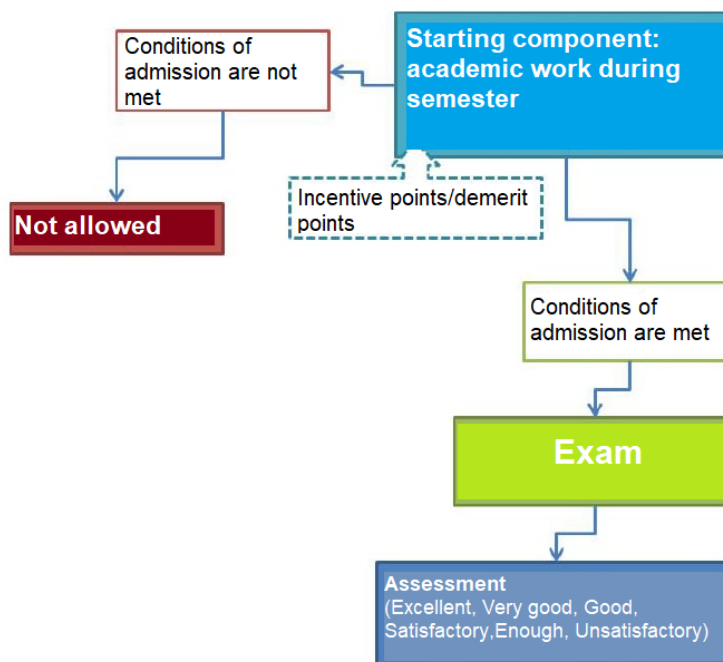 Conditions of
admission are not
met
Starting component:
academic work during
semester
Incentive points/demerit
points
Not allowed
Conditions of
admission are met
Exam
Assessment
(Excellent, Very good, Good,
Satisfactory,Enough, Unsatisfactory)